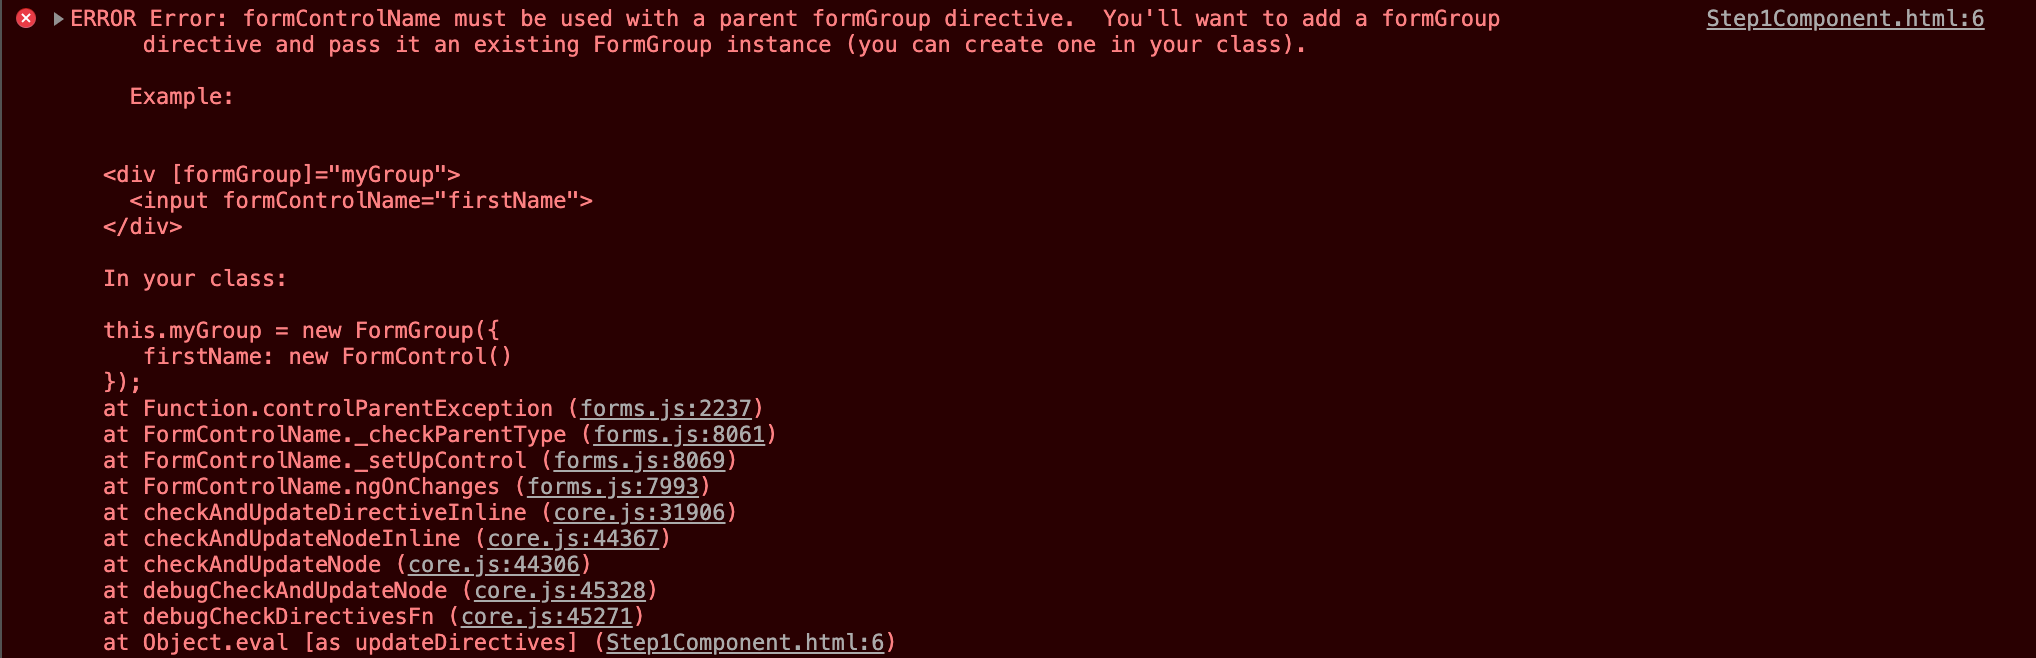 ERROR Error: formControlName must be used with a parent formGroup directive.  You'll want to add a formGroup Step1Component.html:6
directive and pass it an existing FormGroup instance (you can create one in your class).
Example:
<div [formGroup]="myGroup">
<input formControlName="firstName">
</div>
In your class:
this.myGroup = new FormGroup({
firstName: new FormControl()
});
at Function.controlParentException (forms.js:2237)
at FormControlName._checkParentType (forms.js:8061)
at FormControlName._setUpControl (forms.js:8069)
at FormControlName.ngOnChanges (forms.js:7993)
at checkAndUpdateDirectiveInline (core.js:31906)
at checkAndUpdateNodeInline (core.js:44367)
at checkAndUpdateNode (core.js:44306)
at debugCheckAndUpdateNode (core.js:45328)
at debugCheckDirectivesFn (core.js:45271)
at Object.eval [as updateDirectives] (Step1Component.html:6)